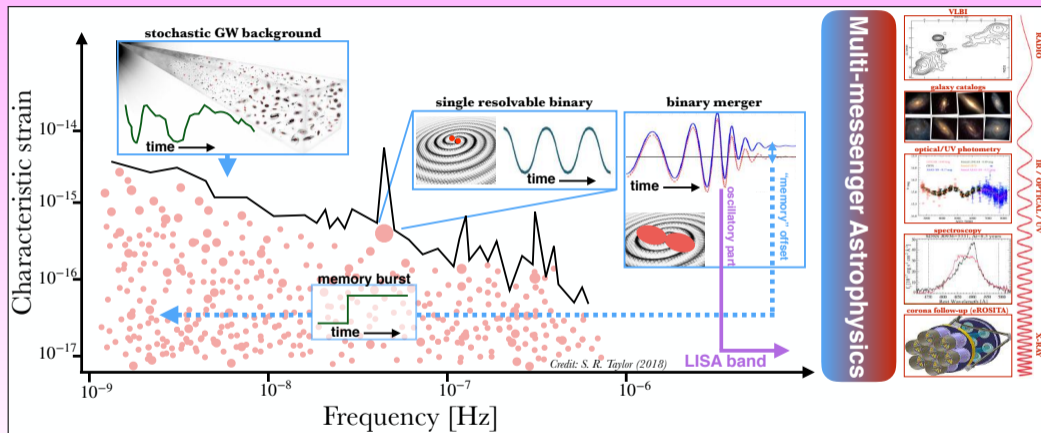 stochastic GW background
time
Characteristic strain
10−14
10−15
10−16
10−17
single resolvable binary
time
binary merger
time
oscillatory part
"memory" offset
memory burst
time
Credit: S. R. Taylor (2018)
LISA band
10−9
10−8
10−7
10−6
Frequency [Hz]
Multi-messenger Astrophysics
VLBI
RADIO
galaxy catalogs
optical/UV photometry
IR / OPTICAL / UV
spectroscopy
corona follow-up (eROSITA)
X-RAY